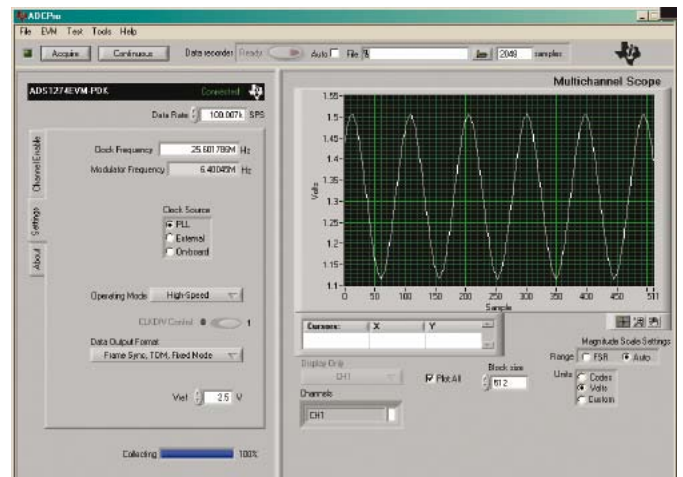 ADCPro
File EVM Test Tools Help
Acquire Continuous Data recorder: Ready Auto File 2048 samples
ADS1274EVM-PDK Connected
Data Rate 100.007k SPS
Channel Enable
Settings
About
Clock Frequency 25.601786M Hz
Modulator Frequency 6.40045M Hz
Clock Source
PLL
External
On-board
Operating Mode High-Speed
CLKDIV Control 0 1
Data Output Format
Frame Sync, TDM, Fixed Mode
Vref 2.5 V
Collecting 100%
Multichannel Scope
Volts
1.55
1.5
1.45
1.4
1.35
1.3
1.25
1.2
1.15
1.1
0 50 100 150 200 250 300 350 400 450 511
Sample
Cursors: X Y
Magnitude Scale Settings
Range FSR Auto
Units Codes
Volts
Custom
Display Only
CH1
Plot All
Block size
512
Channels
CH1